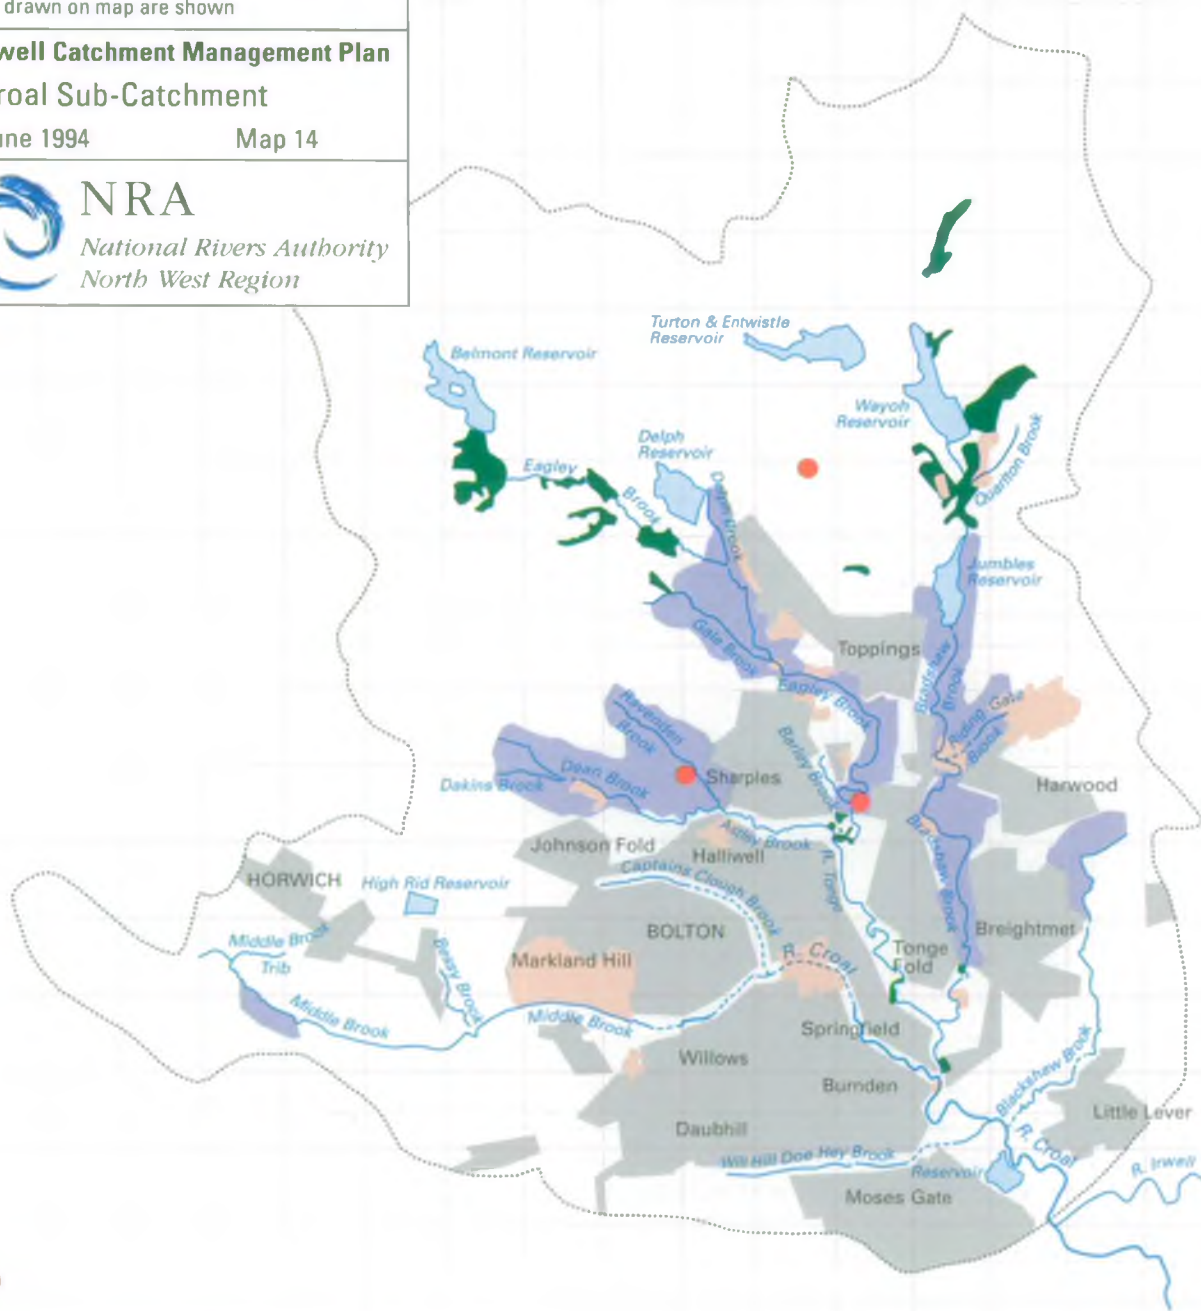 drawn on map are shown
well Catchment Management Plan
roal Sub-Catchment
une 1994 Map 14
NRA
National Rivers Authority
North West Region
Turton & Entwistle
Reservoir
Belmont Reservoir
Wayoh
Reservoir
Delph
Reservoir
Eagley
Brook
Delph Brook
Quarlton Brook
Jumbles
Reservoir
Gale Brook
Toppings
Bradshaw
Brook
Eagley Brook
Riding Gate
Brook
Ravenden
Brook
Barley Brook
Dean Brook
Dakins Brook
Sharples
Harwood
Astley Brook
Bradshaw Brook
Johnson Fold
Halliwell
Captains Clough Brook
R. Tonge
HORWICH
High Rid Reservoir
BOLTON
Breightmet
Middle Brook
Trib
Bessy Brook
Markland Hill
R. Croal
Tonge
Fold
Middle Brook
Middle Brook
Springfield
Willows
Burnden
Blackshaw Brook
Little Lever
Daubhill
R. Croal
Will Hill Doe Hey Brook
Reservoir
R. Irwell
Moses Gate